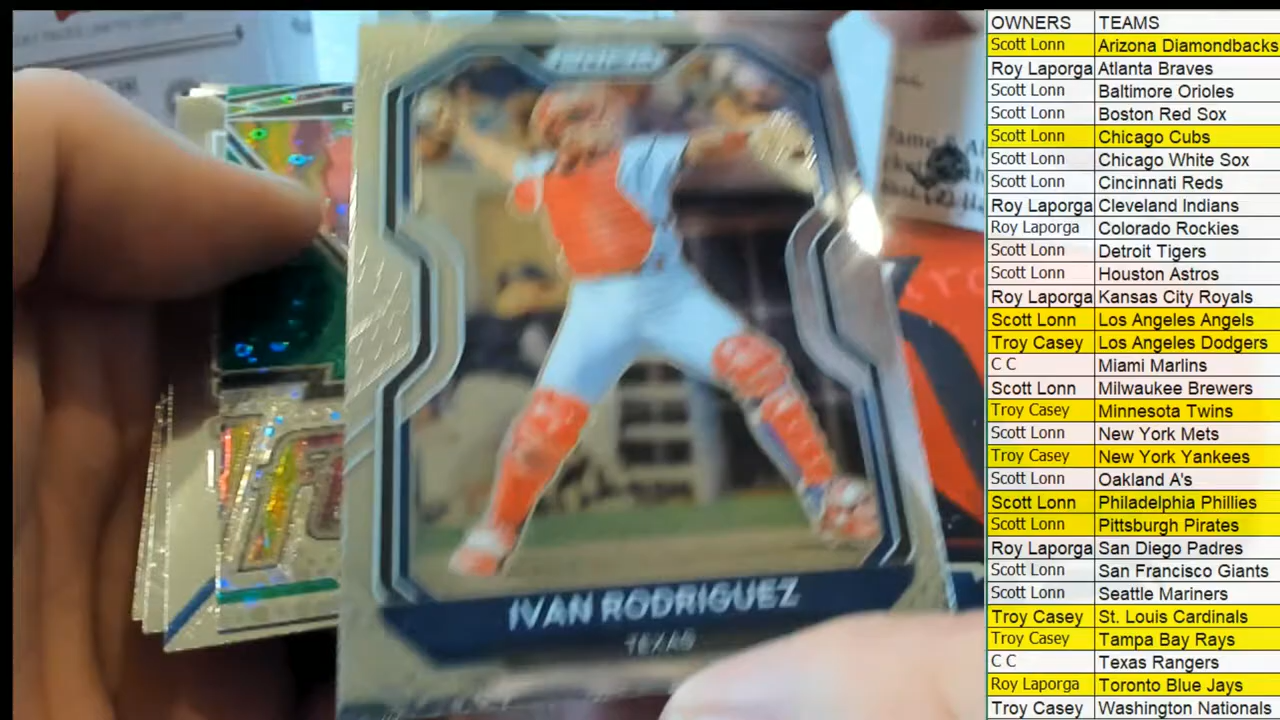 PRIZM
IVAN RODRIGUEZ
TEXAS
OWNERS TEAMS
Scott Lonn Arizona Diamondbacks
Roy Laporga Atlanta Braves
Scott Lonn Baltimore Orioles
Scott Lonn Boston Red Sox
Scott Lonn Chicago Cubs
Scott Lonn Chicago White Sox
Scott Lonn Cincinnati Reds
Roy Laporga Cleveland Indians
Roy Laporga Colorado Rockies
Scott Lonn Detroit Tigers
Scott Lonn Houston Astros
Roy Laporga Kansas City Royals
Scott Lonn Los Angeles Angels
Troy Casey Los Angeles Dodgers
C C Miami Marlins
Scott Lonn Milwaukee Brewers
Troy Casey Minnesota Twins
Scott Lonn New York Mets
Troy Casey New York Yankees
Scott Lonn Oakland A's
Scott Lonn Philadelphia Phillies
Scott Lonn Pittsburgh Pirates
Roy Laporga San Diego Padres
Scott Lonn San Francisco Giants
Scott Lonn Seattle Mariners
Troy Casey St. Louis Cardinals
Troy Casey Tampa Bay Rays
C C Texas Rangers
Roy Laporga Toronto Blue Jays
Troy Casey Washington Nationals